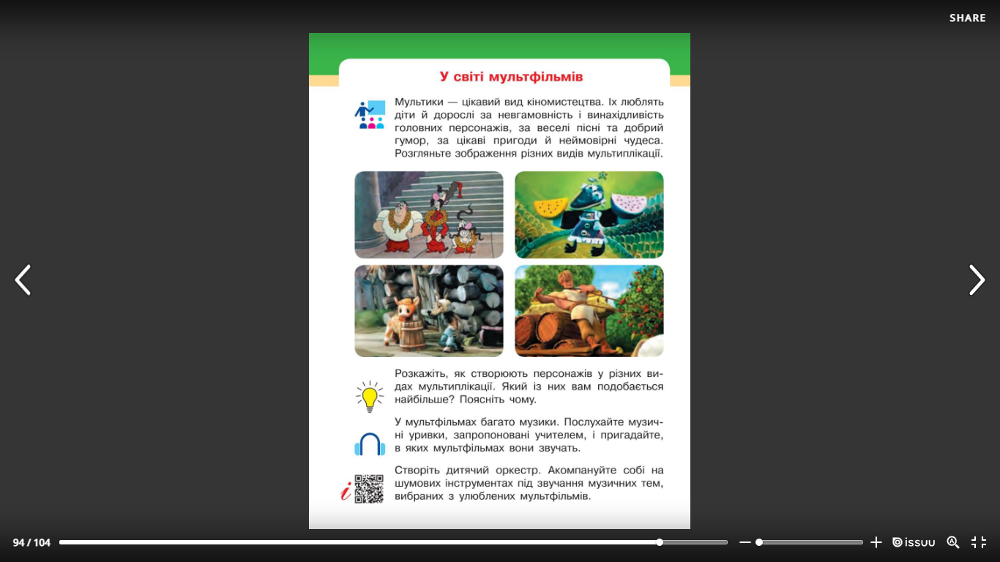 SHARE
У світі мультфільмів
Мультики — цікавий вид кіномистецтва. Їх люблять
діти й дорослі за невгамовність і винахідливість
головних персонажів, за веселі пісні та добрий
гумор, за цікаві пригоди й неймовірні чудеса.
Розгляньте зображення різних видів мультиплікації.
Розкажіть, як створюють персонажів у різних ви-
дах мультиплікації. Який із них вам подобається
найбільше? Поясніть чому.
У мультфільмах багато музики. Послухайте музич-
ні уривки, запропоновані учителем, і пригадайте,
в яких мультфільмах вони звучать.
i
Створіть дитячий оркестр. Акомпануйте собі на
шумових інструментах під звучання музичних тем,
вибраних з улюблених мультфільмів.
94 / 104
issuu